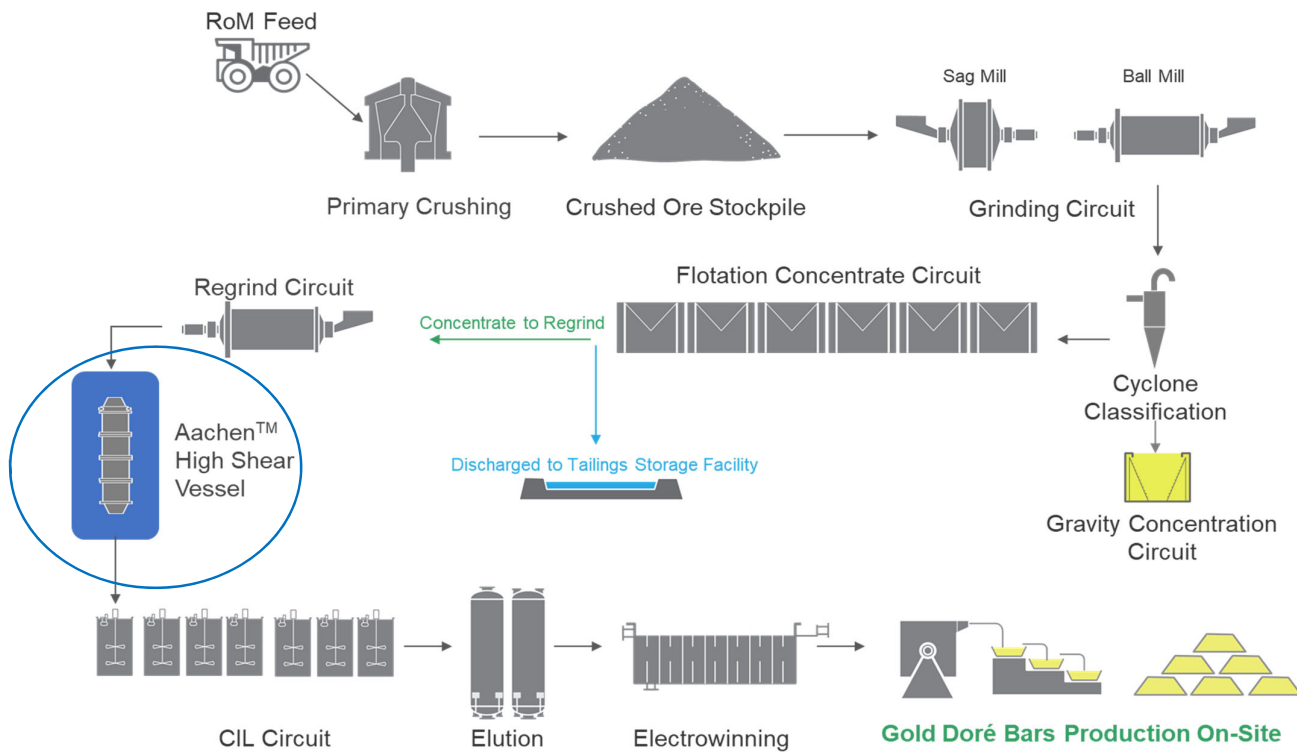 RoM Feed
Sag Mill
Ball Mill
Primary Crushing
Crushed Ore Stockpile
Grinding Circuit
Regrind Circuit
Flotation Concentrate Circuit
Concentrate to Regrind
Cyclone
Classification
Aachen™
High Shear
Vessel
Discharged to Tailings Storage Facility
Gravity Concentration
Circuit
CIL Circuit
Elution
Electrowinning
Gold Doré Bars Production On-Site